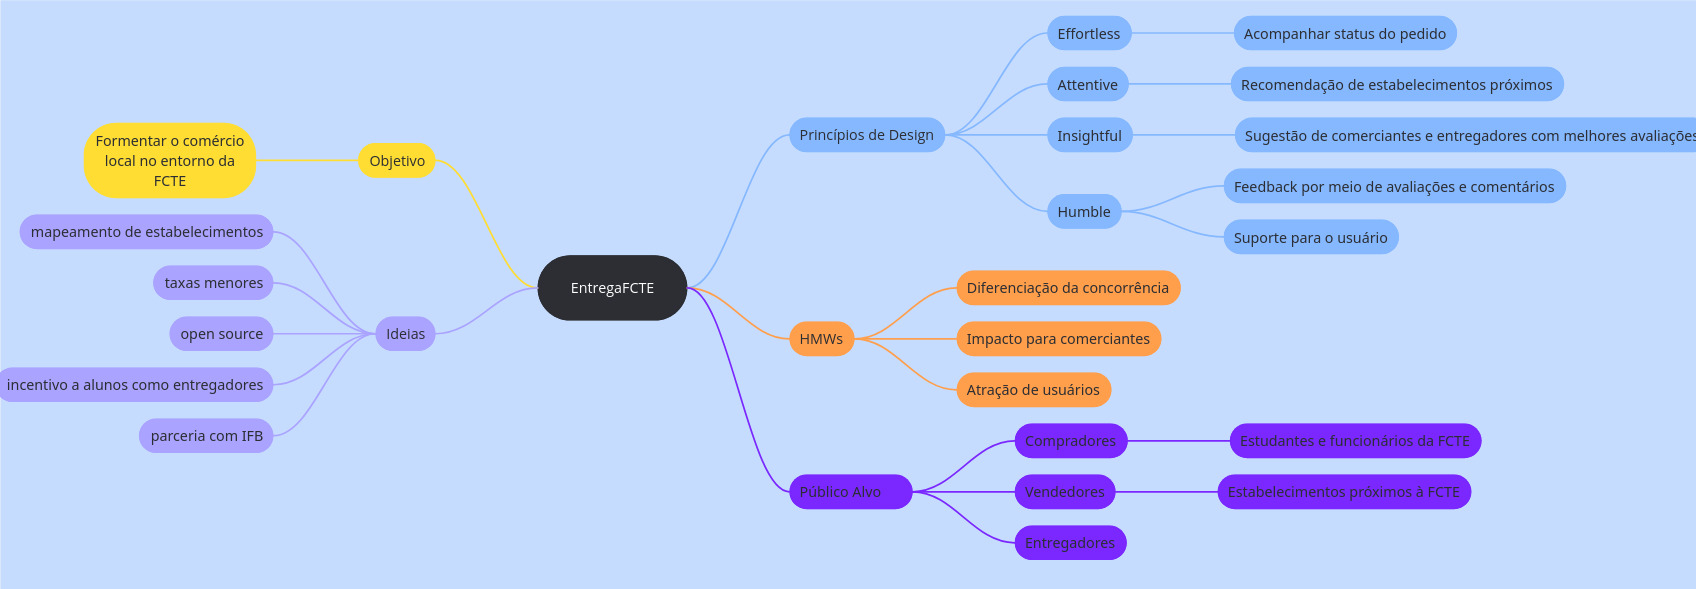 EntregaFCTE
Objetivo
Formentar o comércio
local no entorno da
FCTE
Ideias
mapeamento de estabelecimentos
taxas menores
open source
incentivo a alunos como entregadores
parceria com IFB
Princípios de Design
Effortless
Acompanhar status do pedido
Attentive
Recomendação de estabelecimentos próximos
Insightful
Sugestão de comerciantes e entregadores com melhores avaliações
Humble
Feedback por meio de avaliações e comentários
Suporte para o usuário
HMWs
Diferenciação da concorrência
Impacto para comerciantes
Atração de usuários
Público Alvo
Compradores
Estudantes e funcionários da FCTE
Vendedores
Estabelecimentos próximos à FCTE
Entregadores